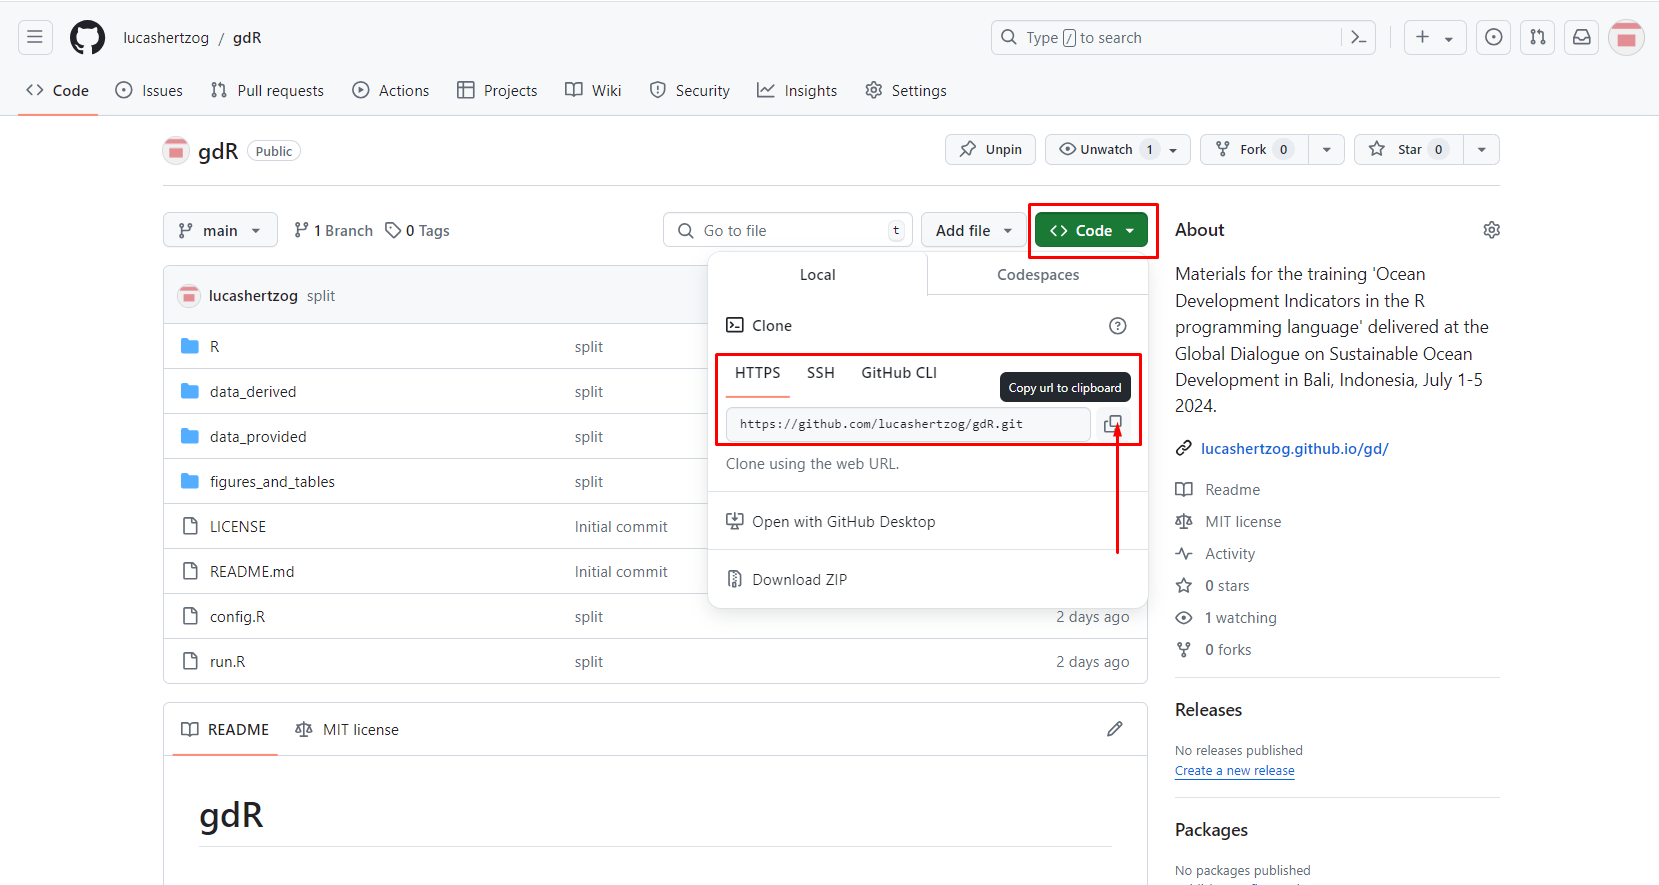 lucashertzog / gdR
Type / to search
Code Issues Pull requests Actions Projects Wiki Security Insights Settings
gdR Public
Unpin Unwatch 1 Fork 0 Star 0
main 1 Branch 0 Tags Go to file t Add file Code
lucashertzog split
R split
data_derived split
data_provided split
figures_and_tables split
LICENSE Initial commit
README.md Initial commit
config.R split 2 days ago
run.R split 2 days ago
Local Codespaces
Clone
HTTPS SSH GitHub CLI
Copy url to clipboard
https://github.com/lucashertzog/gdR.git
Clone using the web URL.
Open with GitHub Desktop
Download ZIP
README MIT license
gdR
About
Materials for the training 'Ocean
Development Indicators in the R
programming language' delivered at the
Global Dialogue on Sustainable Ocean
Development in Bali, Indonesia, July 1-5
2024.
lucashertzog.github.io/gd/
Readme
MIT license
Activity
0 stars
1 watching
0 forks
Releases
No releases published
Create a new release
Packages
No packages published